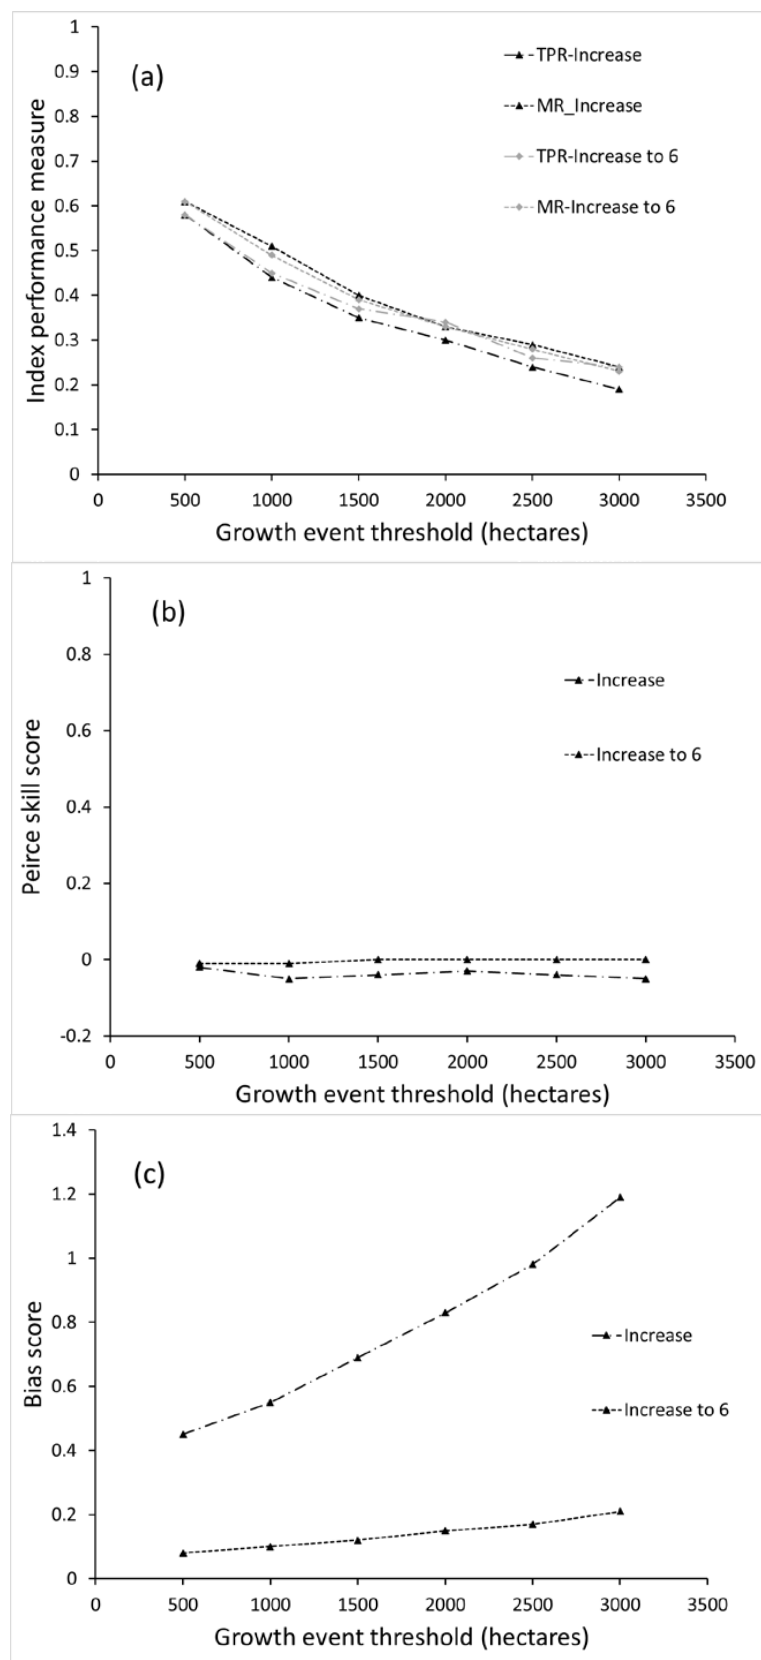 1
0.9
(a)
TPR-Increase
0.8
MR_Increase
0.7
TPR-Increase to 6
0.6
MR-Increase to 6
0.5
0.4
0.3
0.2
0.1
0
Index performance measure
0 500 1000 1500 2000 2500 3000 3500
Growth event threshold (hectares)
1
(b)
0.8
Increase
0.6
Increase to 6
0.4
0.2
0
-0.2
Peirce skill score
0 500 1000 1500 2000 2500 3000 3500
Growth event threshold (hectares)
1.4
(c)
1.2
1
0.8
Increase
0.6
Increase to 6
0.4
0.2
0
Bias score
0 500 1000 1500 2000 2500 3000 3500
Growth event threshold (hectares)